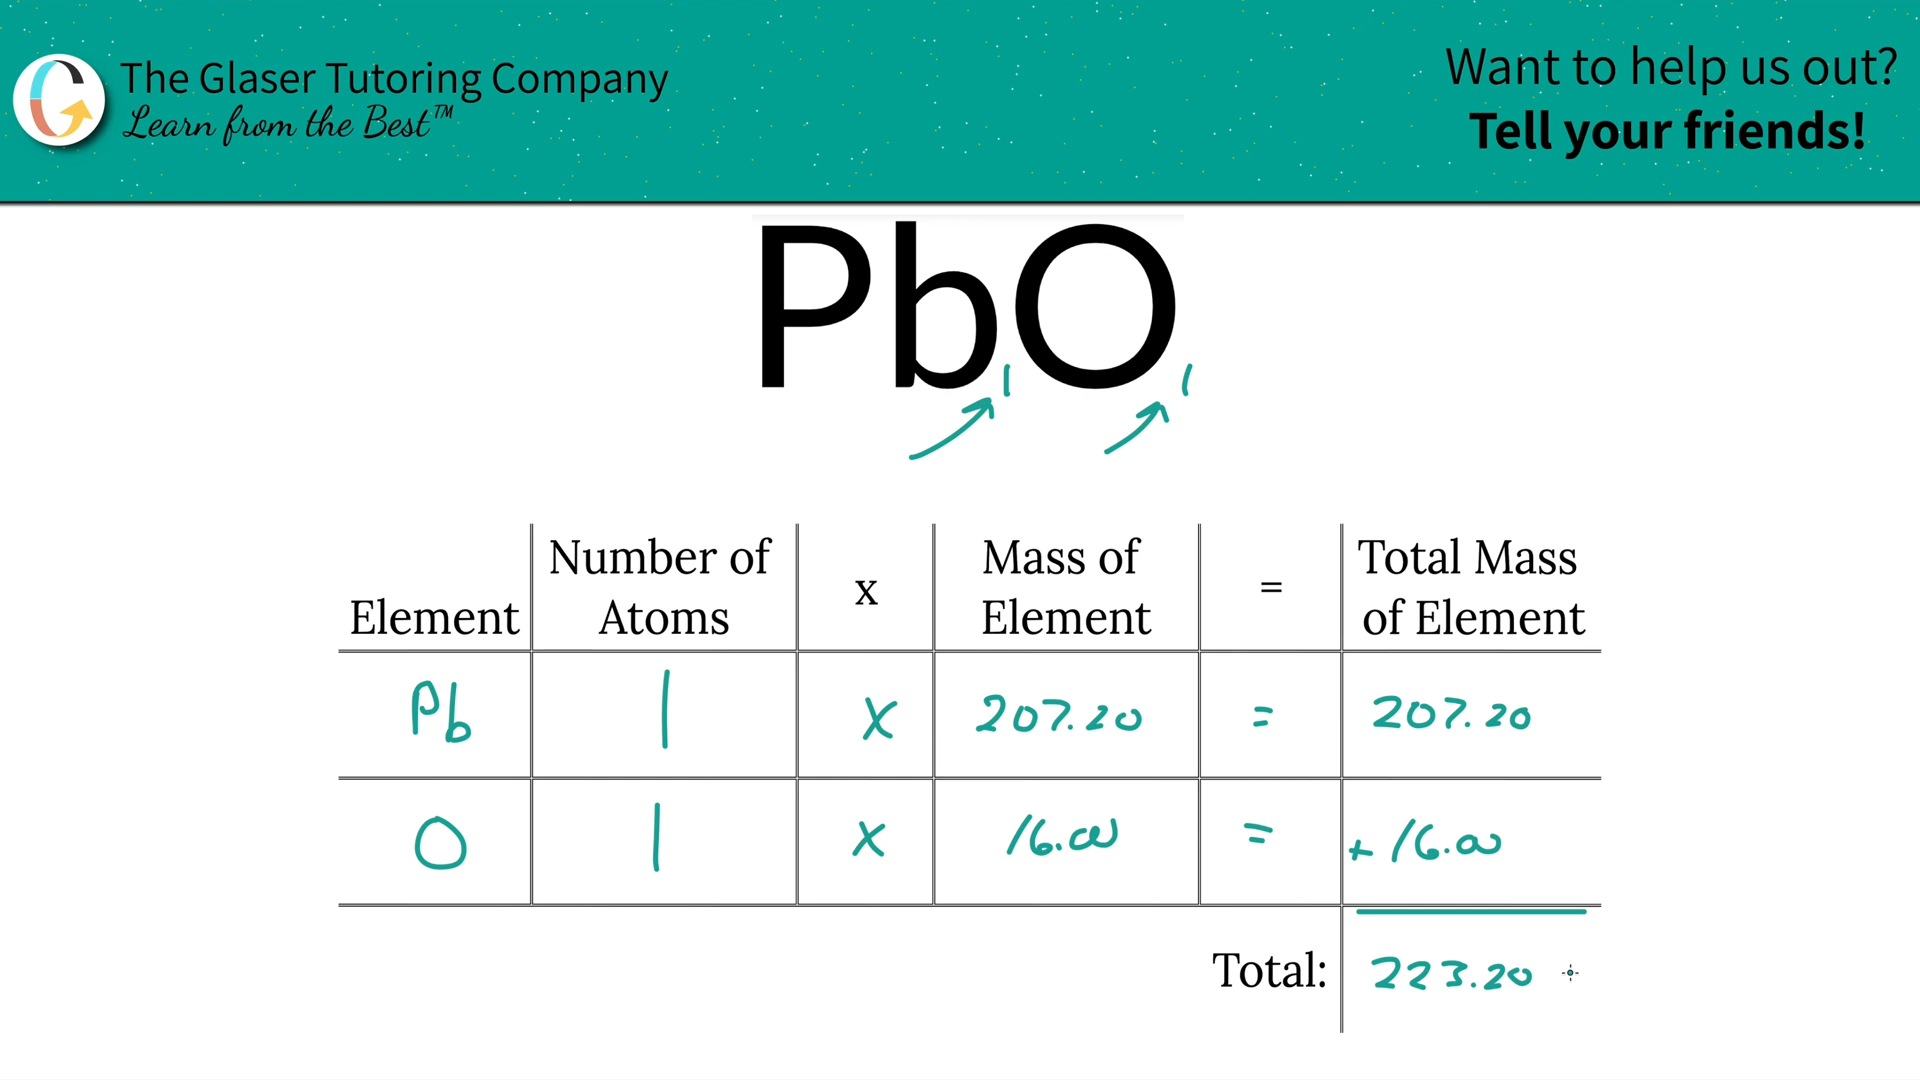 The Glaser Tutoring Company
Learn from the Best™
Want to help us out?
Tell your friends!
PbO
1 1
Element Number of Atoms x Mass of Element = Total Mass of Element
Pb 1 x 207.20 = 207.20
O 1 x 16.00 = + 16.00
Total: 223.20